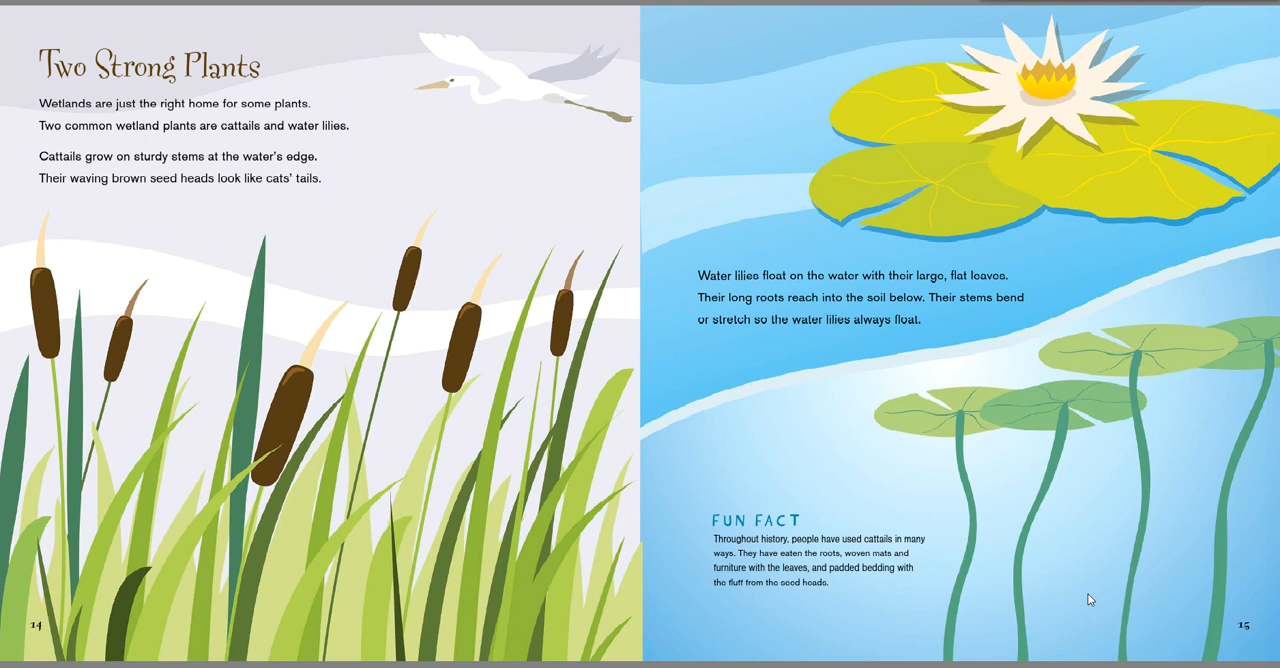 Two Strong Plants
Wetlands are just the right home for some plants.
Two common wetland plants are cattails and water lilies.
Cattails grow on sturdy stems at the water's edge.
Their waving brown seed heads look like cats' tails.
14
Water lilies float on the water with their large, flat leaves.
Their long roots reach into the soil below. Their stems bend
or stretch so the water lilies always float.
FUN FACT
Throughout history, people have used cattails in many
ways. They have eaten the roots, woven mats and
furniture with the leaves, and padded bedding with
the fluff from the seed heads.
15